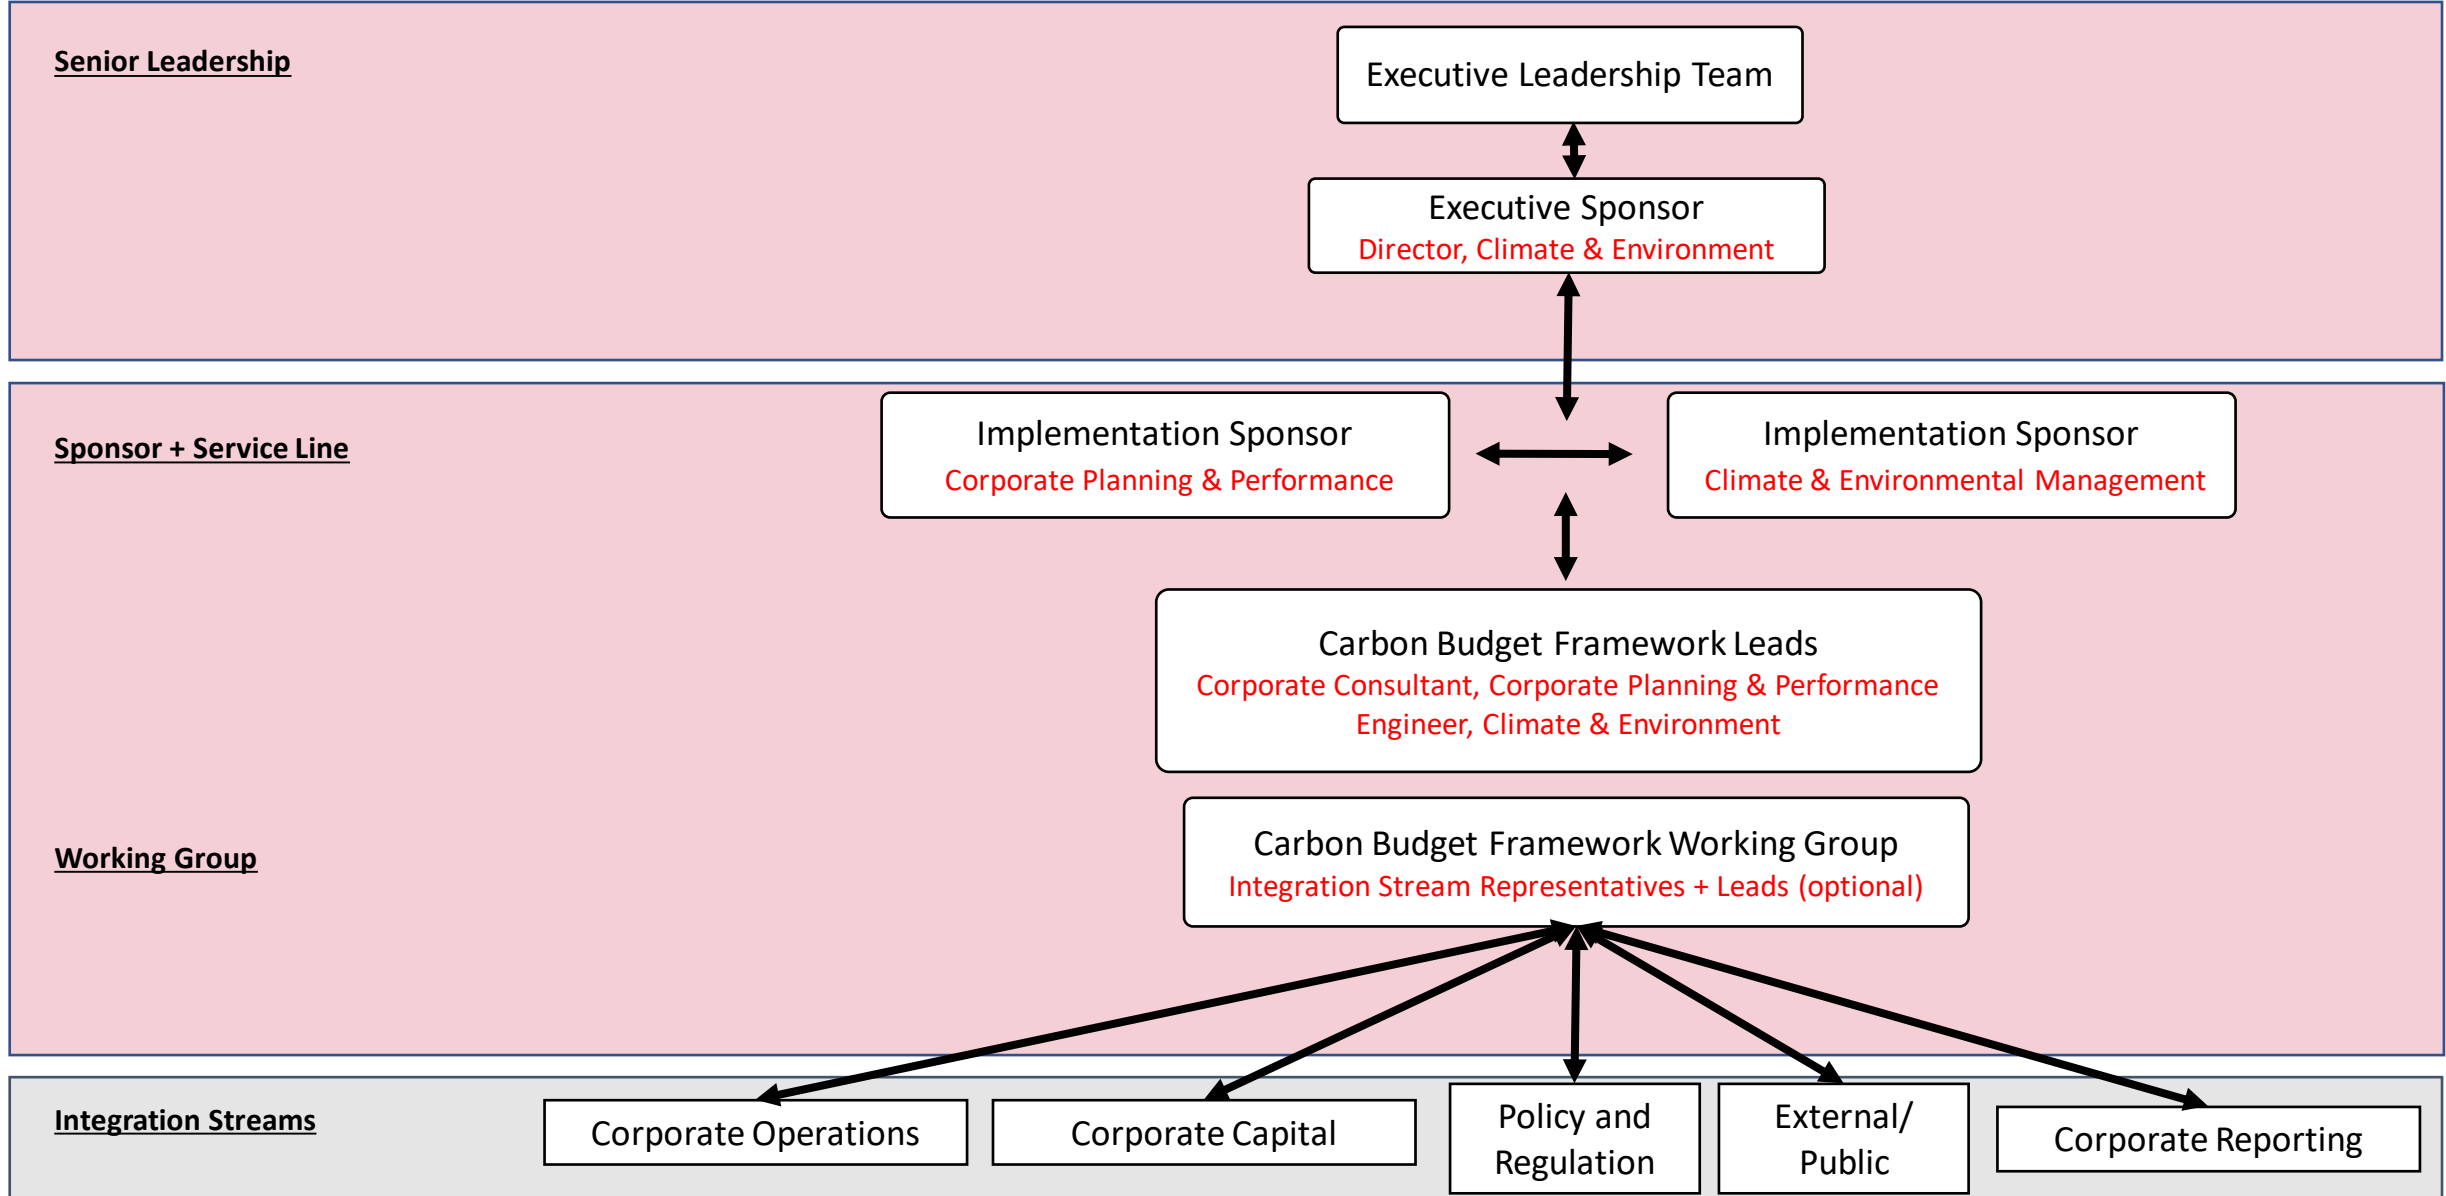 Senior Leadership
Executive Leadership Team
Executive Sponsor
Director, Climate & Environment
Sponsor + Service Line
Implementation Sponsor
Corporate Planning & Performance
Implementation Sponsor
Climate & Environmental Management
Carbon Budget Framework Leads
Corporate Consultant, Corporate Planning & Performance
Engineer, Climate & Environment
Working Group
Carbon Budget Framework Working Group
Integration Stream Representatives + Leads (optional)
Integration Streams
Corporate Operations
Corporate Capital
Policy and
Regulation
External/
Public
Corporate Reporting